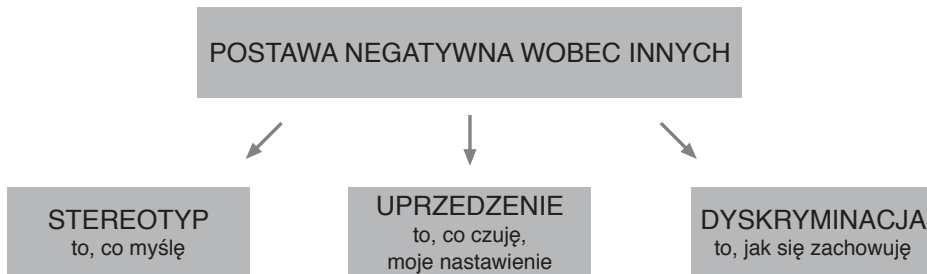 POSTAWA NEGATYWNA WOBEC INNYCH
STEREOTYP
to, co myślę
UPRZEDZENIE
to, co czuję,
moje nastawienie
DYSKRYMINACJA
to, jak się zachowuję